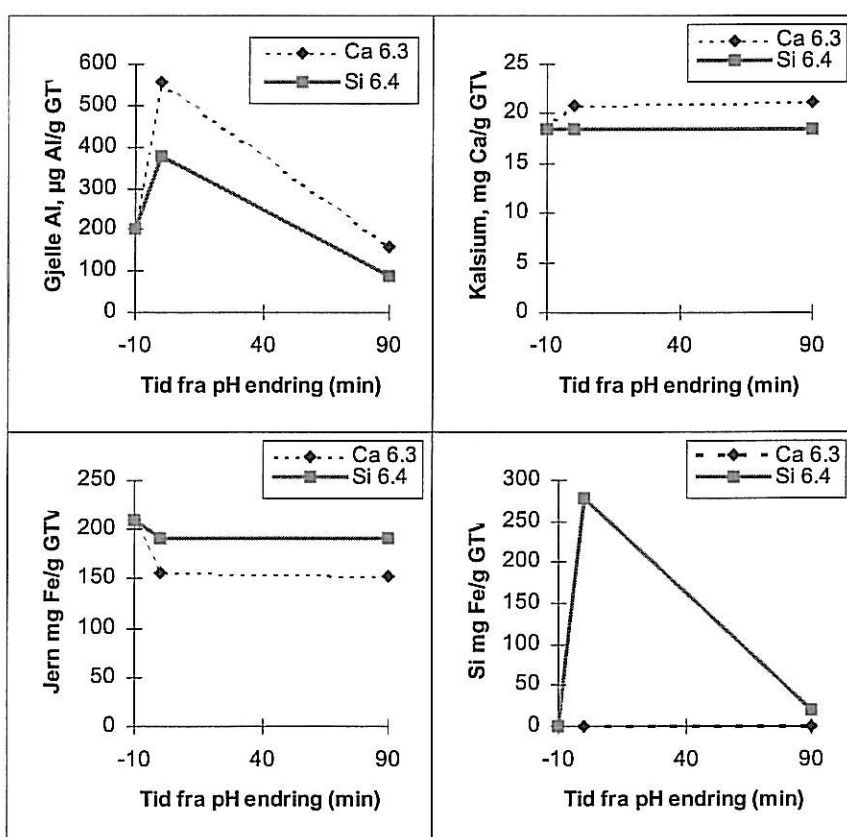 Gjelle Al, µg Al/g GTV
600
500
400
300
200
100
0
-10 40 90
Tid fra pH endring (min)
Ca 6.3
Si 6.4
Kalsium, mg Ca/g GTV
25
20
15
10
5
0
-10 40 90
Tid fra pH endring (min)
Ca 6.3
Si 6.4
Jern mg Fe/g GTV
250
200
150
100
50
0
-10 40 90
Tid fra pH endring (min)
Ca 6.3
Si 6.4
Si mg Fe/g GTV
300
250
200
150
100
50
0
-10 40 90
Tid fra pH endring (min)
Ca 6.3
Si 6.4